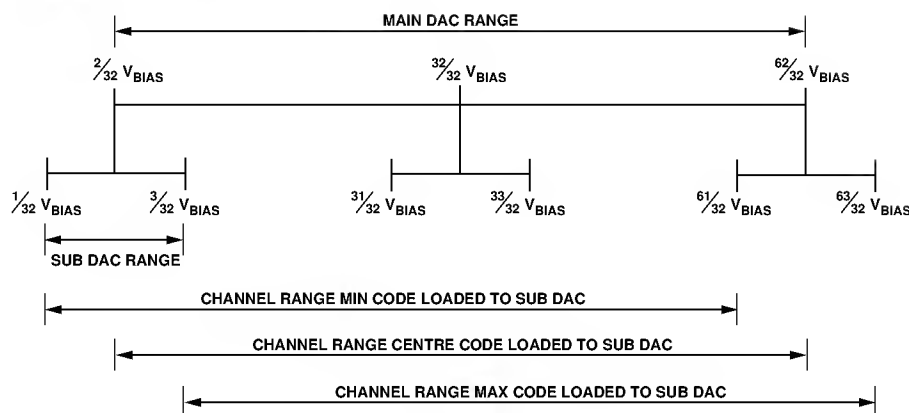 MAIN DAC RANGE
2/32 VBIAS 32/32 VBIAS 62/32 VBIAS
1/32 VBIAS 3/32 VBIAS 31/32 VBIAS 33/32 VBIAS 61/32 VBIAS 63/32 VBIAS
SUB DAC RANGE
CHANNEL RANGE MIN CODE LOADED TO SUB DAC
CHANNEL RANGE CENTRE CODE LOADED TO SUB DAC
CHANNEL RANGE MAX CODE LOADED TO SUB DAC